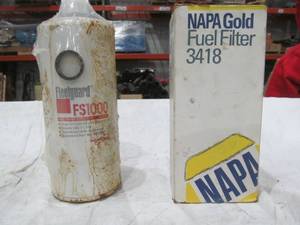 Fleetguard
FS1000
NAPA Gold
Fuel Filter
3418
NAPA